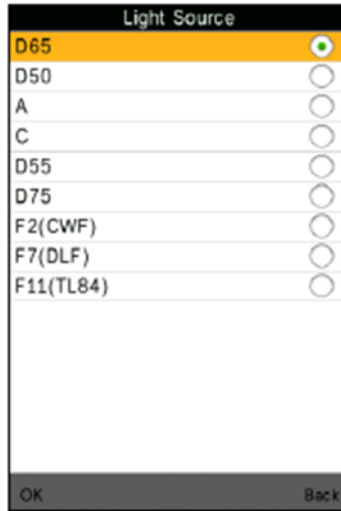 Light Source
D65
D50
A
C
D55
D75
F2(CWF)
F7(DLF)
F11(TL84)
OK Back